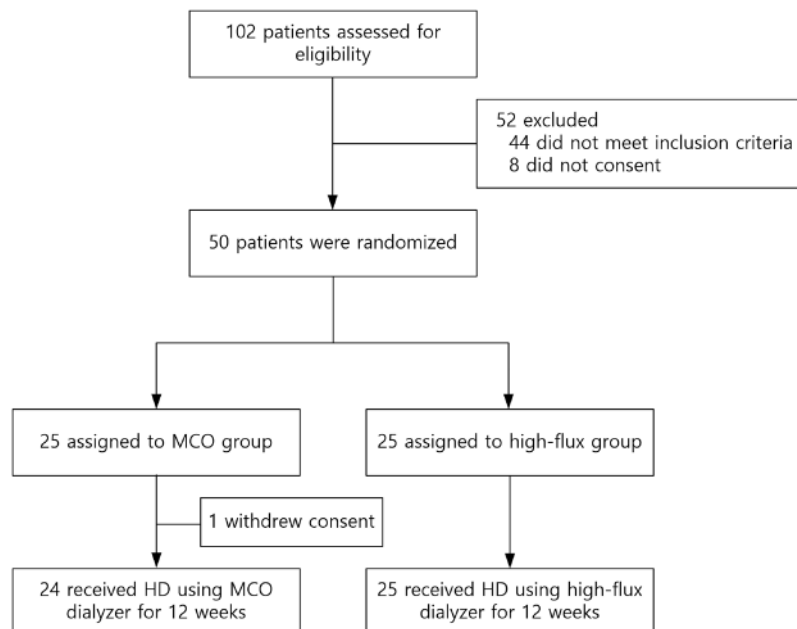 102 patients assessed for
eligibility
52 excluded
44 did not meet inclusion criteria
8 did not consent
50 patients were randomized
25 assigned to MCO group
25 assigned to high-flux group
1 withdrew consent
24 received HD using MCO
dialyzer for 12 weeks
25 received HD using high-flux
dialyzer for 12 weeks